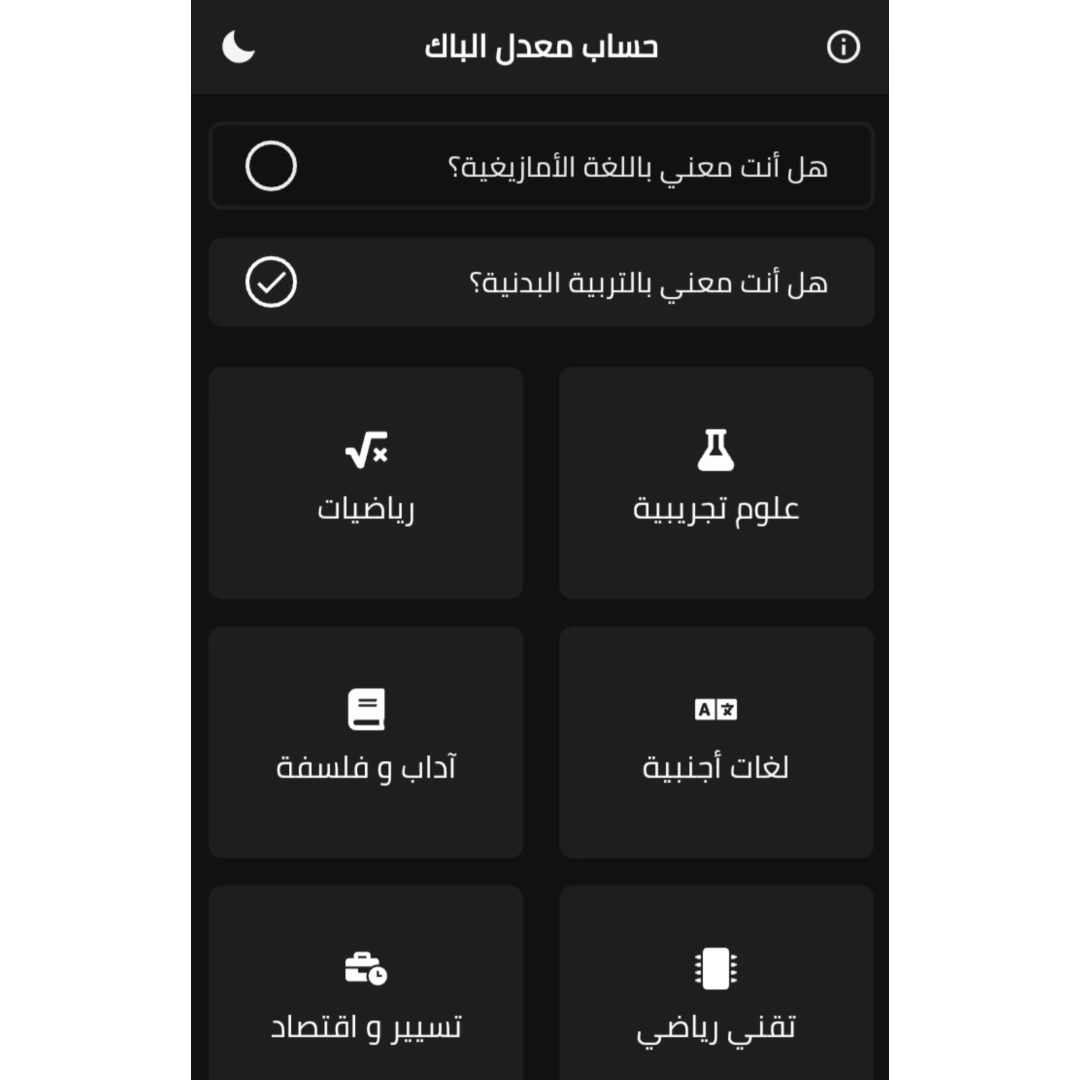 حساب معدل الباك
هل أنت معني باللغة الأمازيغية؟
هل أنت معني بالتربية البدنية؟
علوم تجريبية
رياضيات
لغات أجنبية
آداب و فلسفة
تقني رياضي
تسيير و اقتصاد